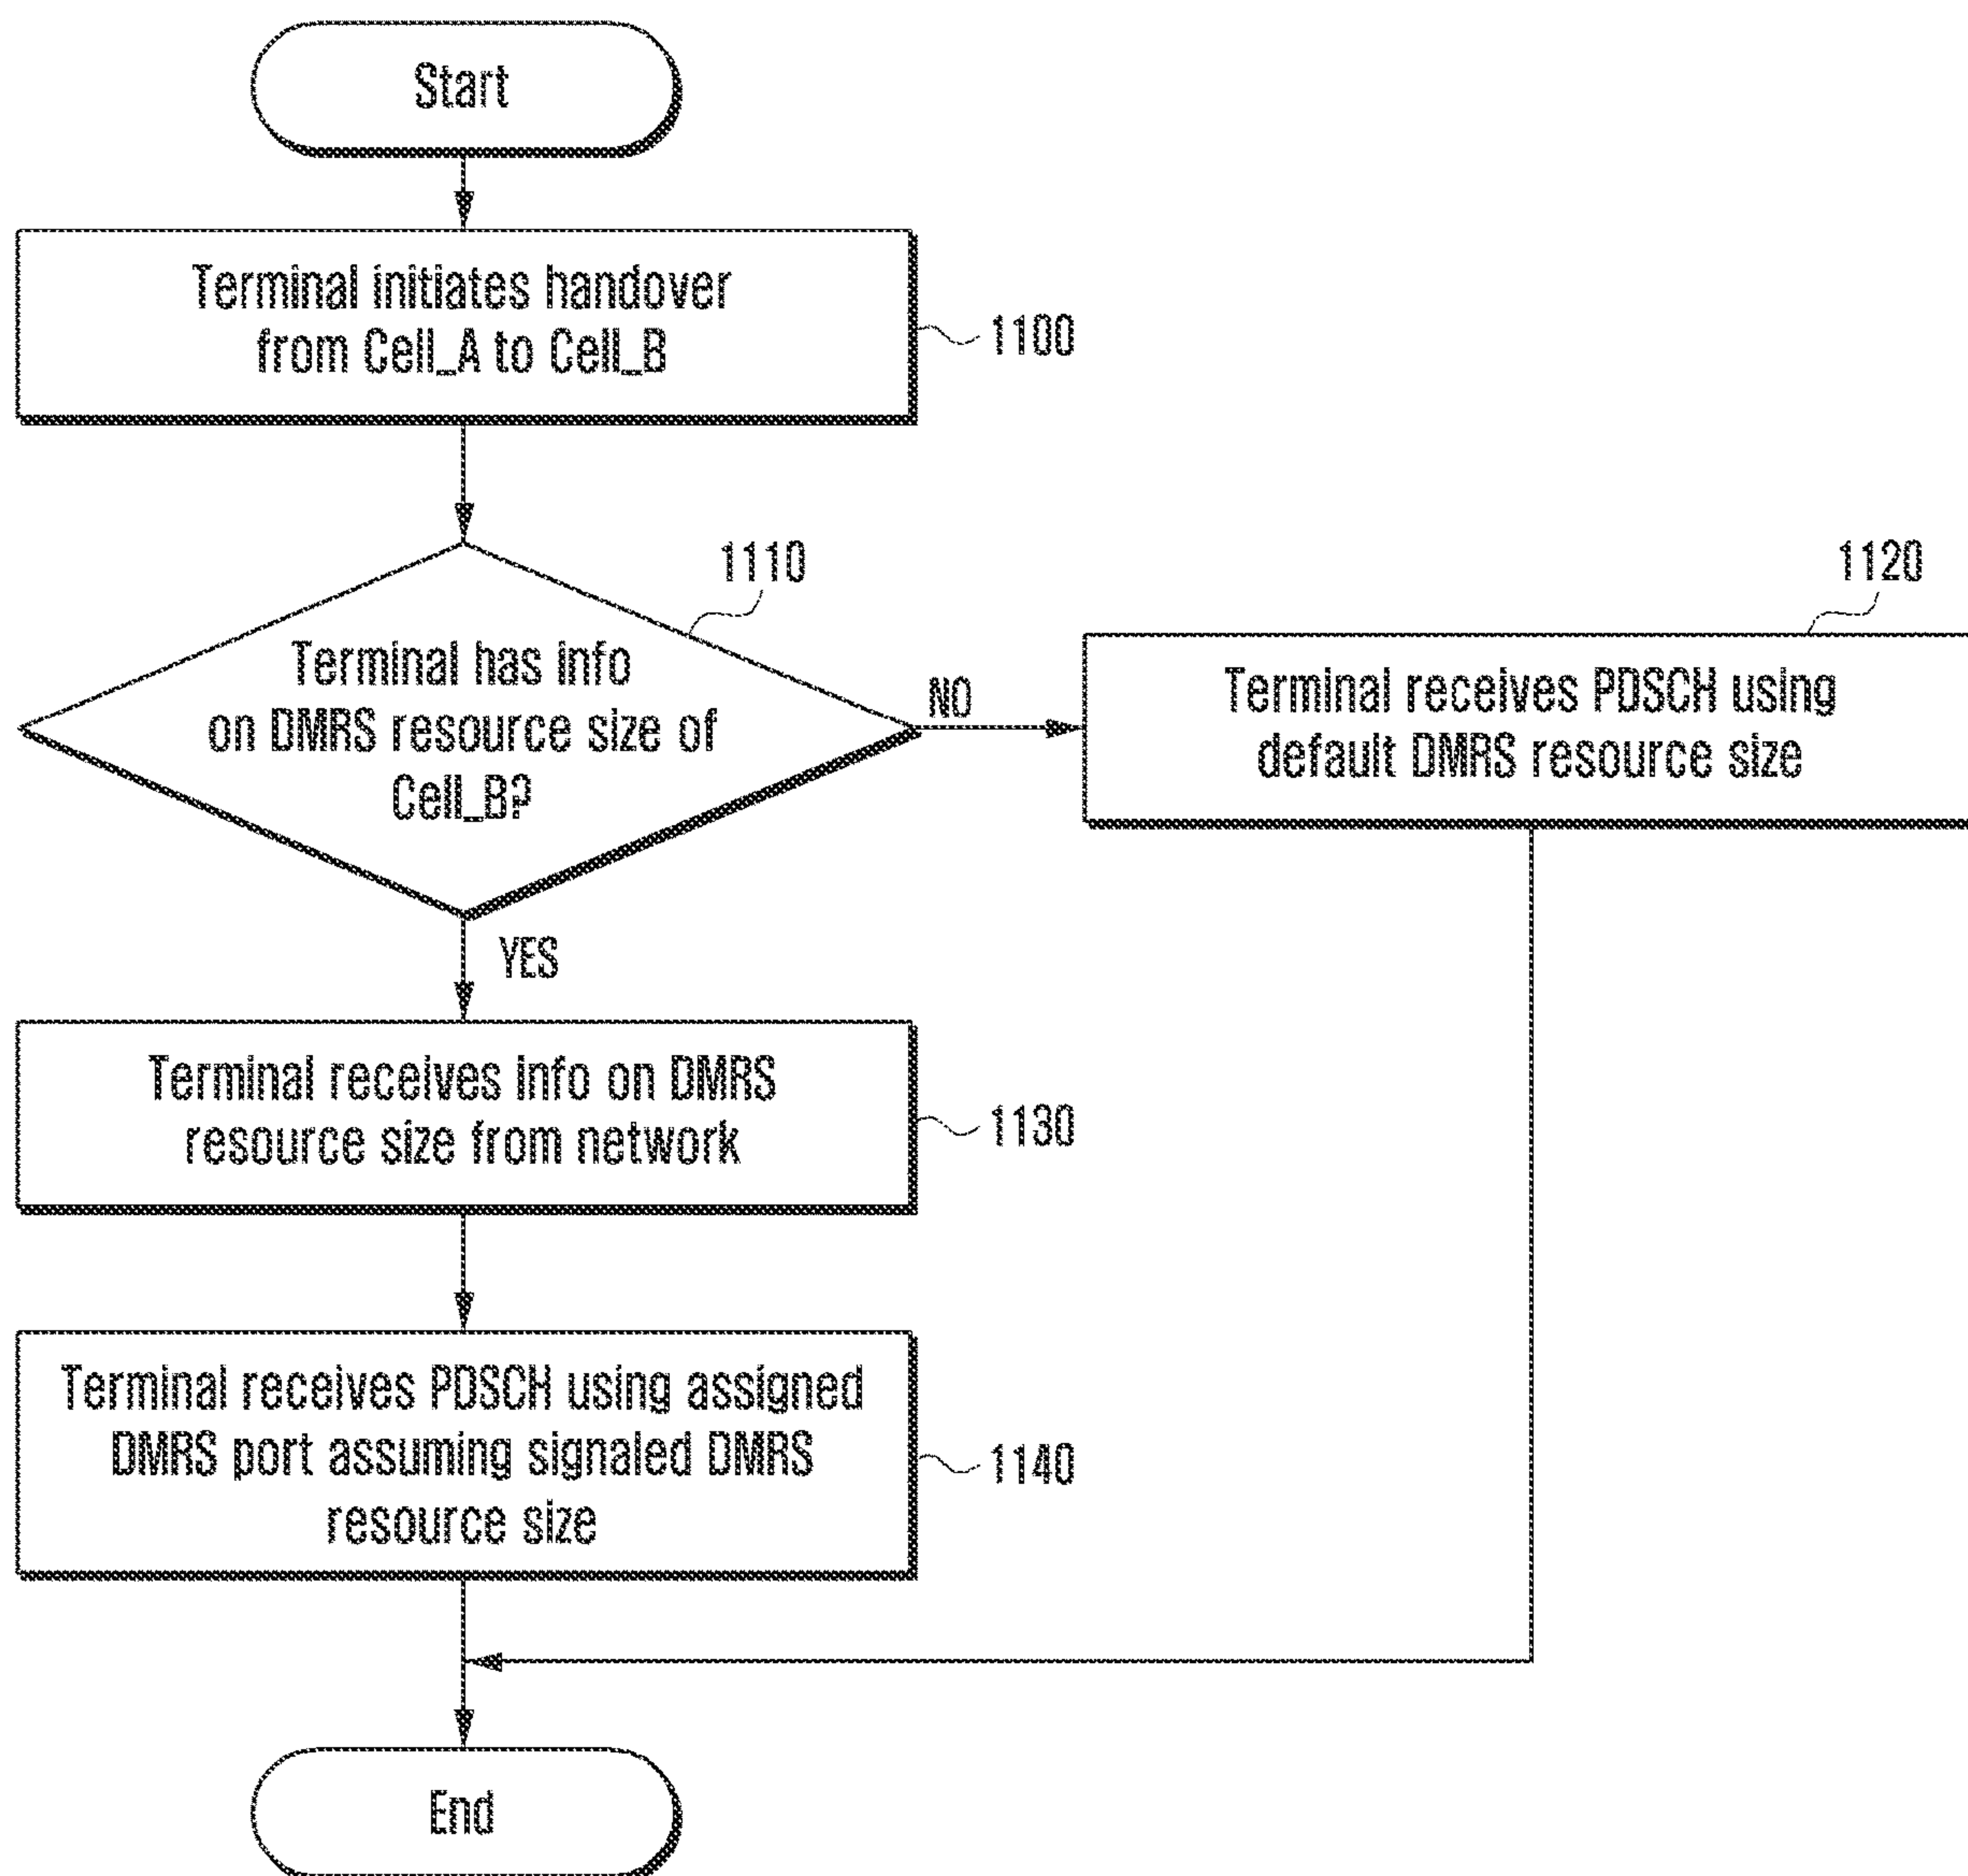 Start
Terminal initiates handover
from Cell_A to Cell_B
1100
1110
1120
Terminal has info
on DMRS resource size of
Cell_B?
NO
Terminal receives PDSCH using
default DMRS resource size
YES
Terminal receives info on DMRS
resource size from network
1130
Terminal receives PDSCH using assigned
DMRS port assuming signaled DMRS
resource size
1140
End